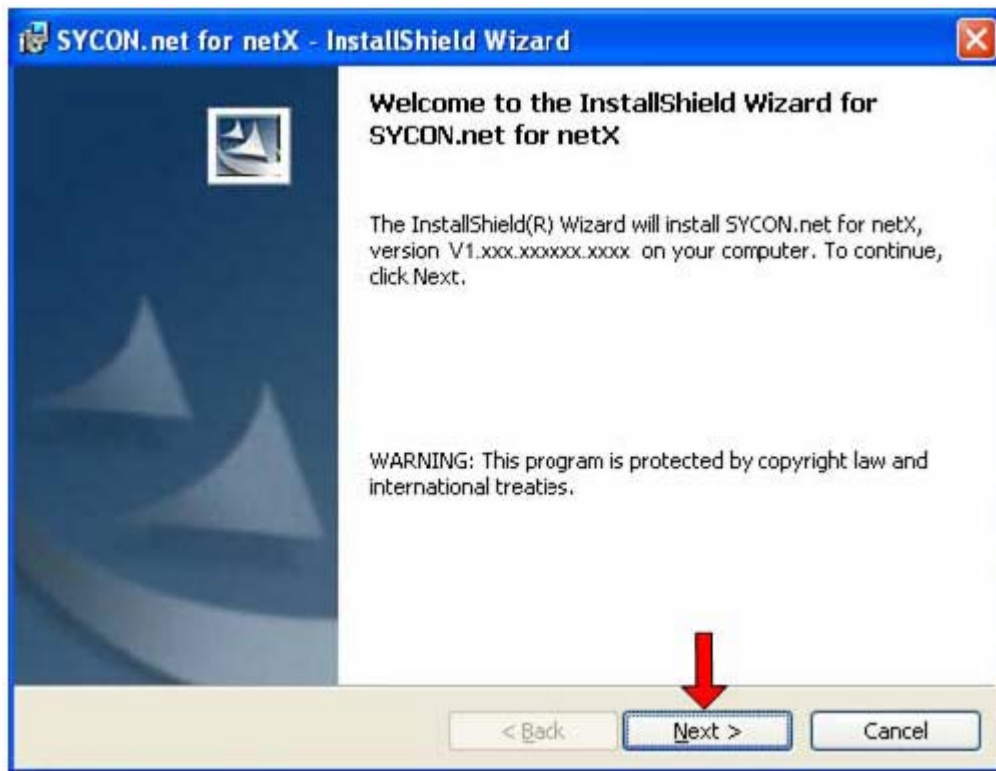 SYCON.net for netX - InstallShield Wizard
Welcome to the InstallShield Wizard for
SYCON.net for netX
The InstallShield(R) Wizard will install SYCON.net for netX,
version V1.xxx.xxxxxx.xxxx on your computer. To continue,
click Next.
WARNING: This program is protected by copyright law and
international treaties.
< Back Next > Cancel